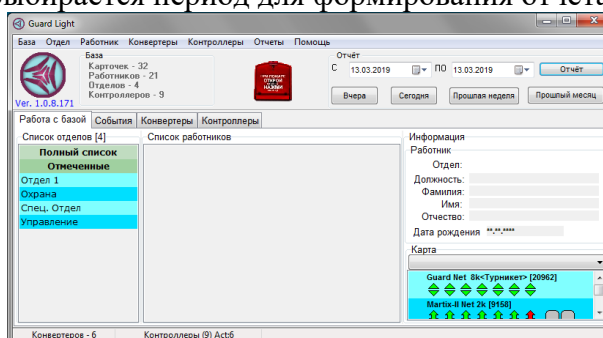 выбирается период для формирования отчета
Guard Light
База Отдел Работник Конвертеры Контроллеры Отчеты Помощь
База
Карточек - 32
Работников - 21
Отделов - 4
Контроллеров - 9
Ver. 1.0.8.171
ОТКРОЙ
НАЖМИ
Отчёт
С 13.03.2019 ПО 13.03.2019 Отчёт
Вчера Сегодня Прошлая неделя Прошлый месяц
Работа с базой События Конвертеры Контроллеры
Список отделов [4]
Полный список
Отмеченные
Отдел 1
Охрана
Спец. Отдел
Управление
Список работников
Информация
Работник
Отдел:
Должность:
Фамилия:
Имя:
Отчество:
Дата рождения **.**.****
Карта
Guard Net 8k<Турникет> [20962]
Martix-II Net 2k [9158]
Конвертеров - 6 Контроллеры (9) Act:6